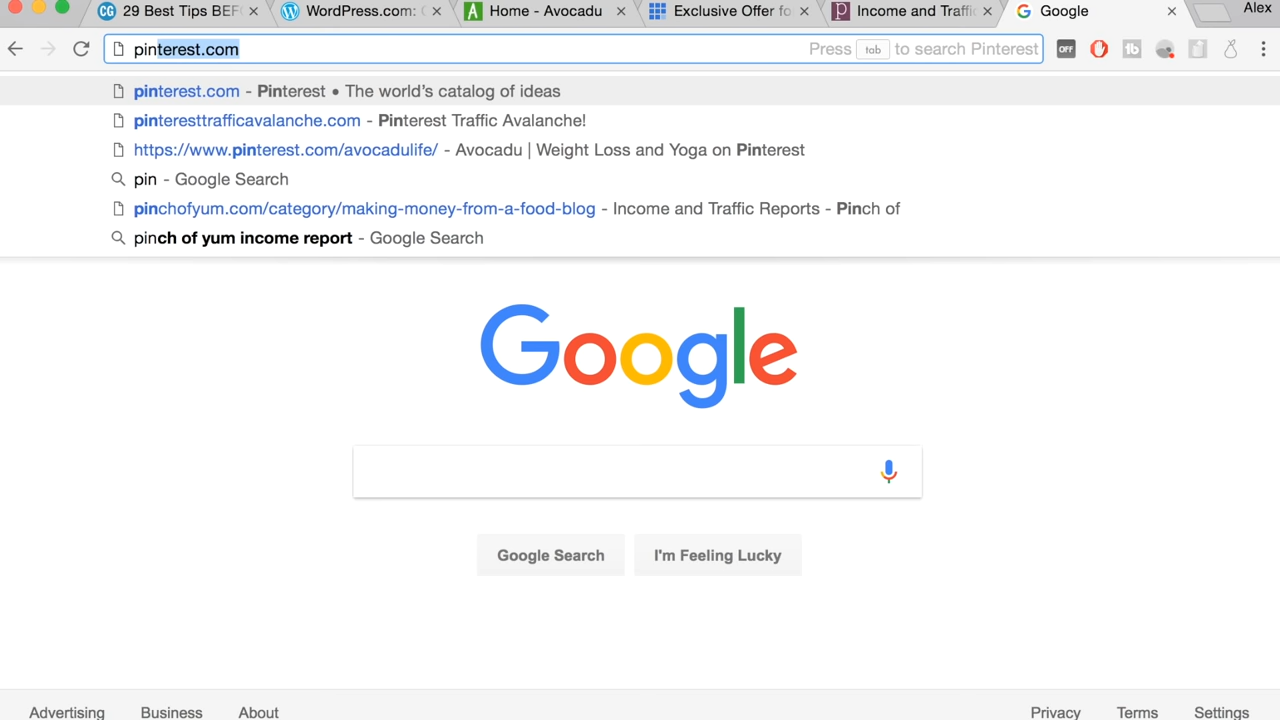 29 Best Tips BEF
WordPress.com:
Home - Avocadu
Exclusive Offer fo
Income and Traffic
Google
Alex
pinterest.com
Press tab to search Pinterest
OFF
pinterest.com - Pinterest • The world's catalog of ideas
pinteresttrafficavalanche.com - Pinterest Traffic Avalanche!
https://www.pinterest.com/avocadulife/ - Avocadu | Weight Loss and Yoga on Pinterest
pin - Google Search
pinchofyum.com/category/making-money-from-a-food-blog - Income and Traffic Reports - Pinch of
pinch of yum income report - Google Search
Google
Google Search
I'm Feeling Lucky
Advertising
Business
About
Privacy
Terms
Settings